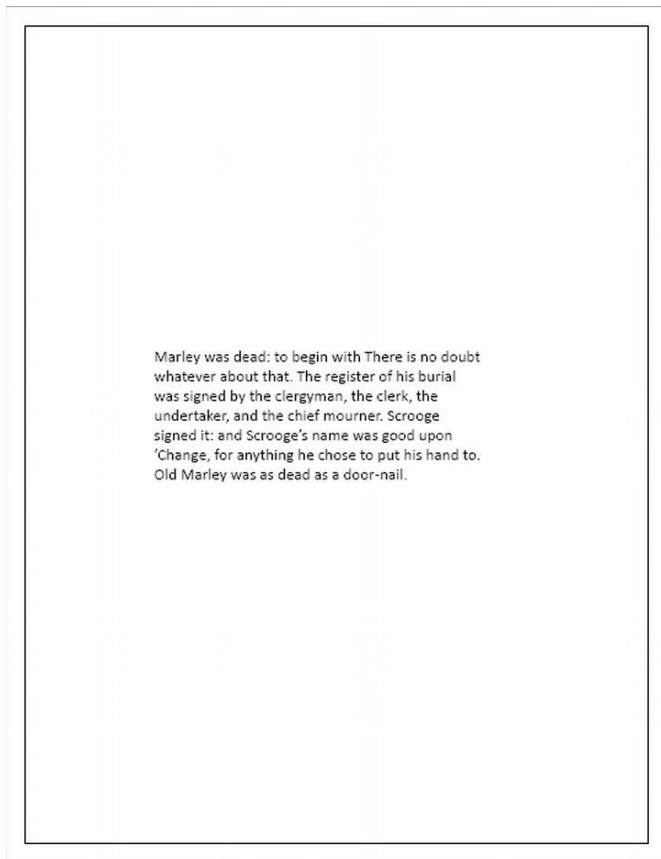 Marley was dead: to begin with There is no doubt
whatever about that. The register of his burial
was signed by the clergyman, the clerk, the
undertaker, and the chief mourner. Scrooge
signed it: and Scrooge’s name was good upon
’Change, for anything he chose to put his hand to.
Old Marley was as dead as a door-nail.